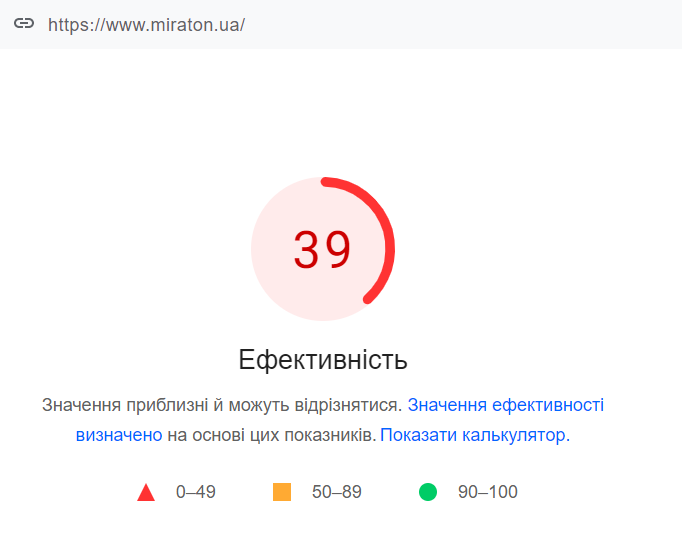 https://www.miraton.ua/
39
Ефективність
Значення приблизні й можуть відрізнятися. Значення ефективності
визначено на основі цих показників. Показати калькулятор.
0–49 50–89 90–100